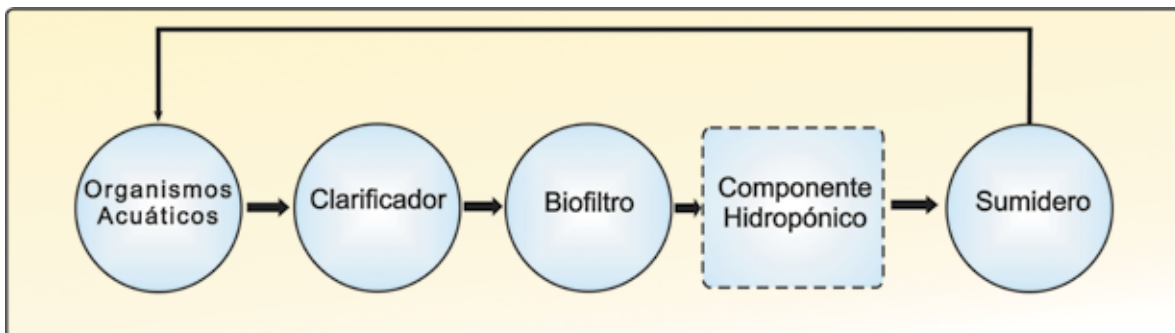 Organismos
Acuáticos
Clarificador
Biofiltro
Componente
Hidropónico
Sumidero